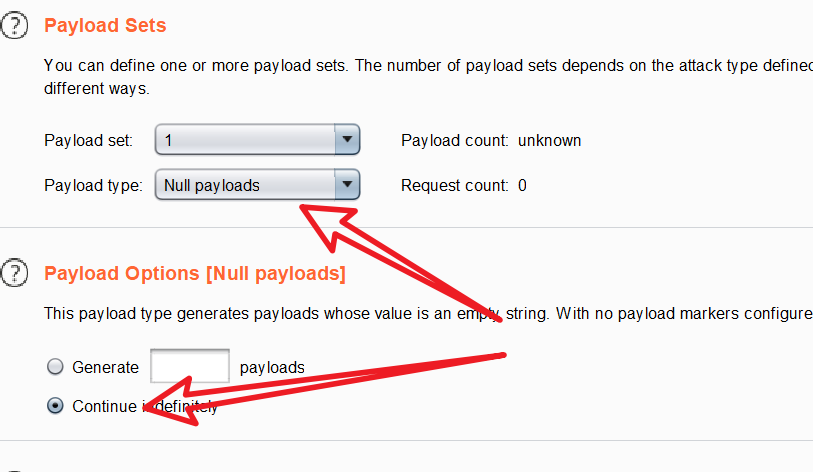 Payload Sets
You can define one or more payload sets. The number of payload sets depends on the attack type defined
different ways.
Payload set: 1 Payload count: unknown
Payload type: Null payloads Request count: 0
Payload Options [Null payloads]
This payload type generates payloads whose value is an empty string. With no payload markers configure
Generate payloads
Continue indefinitely